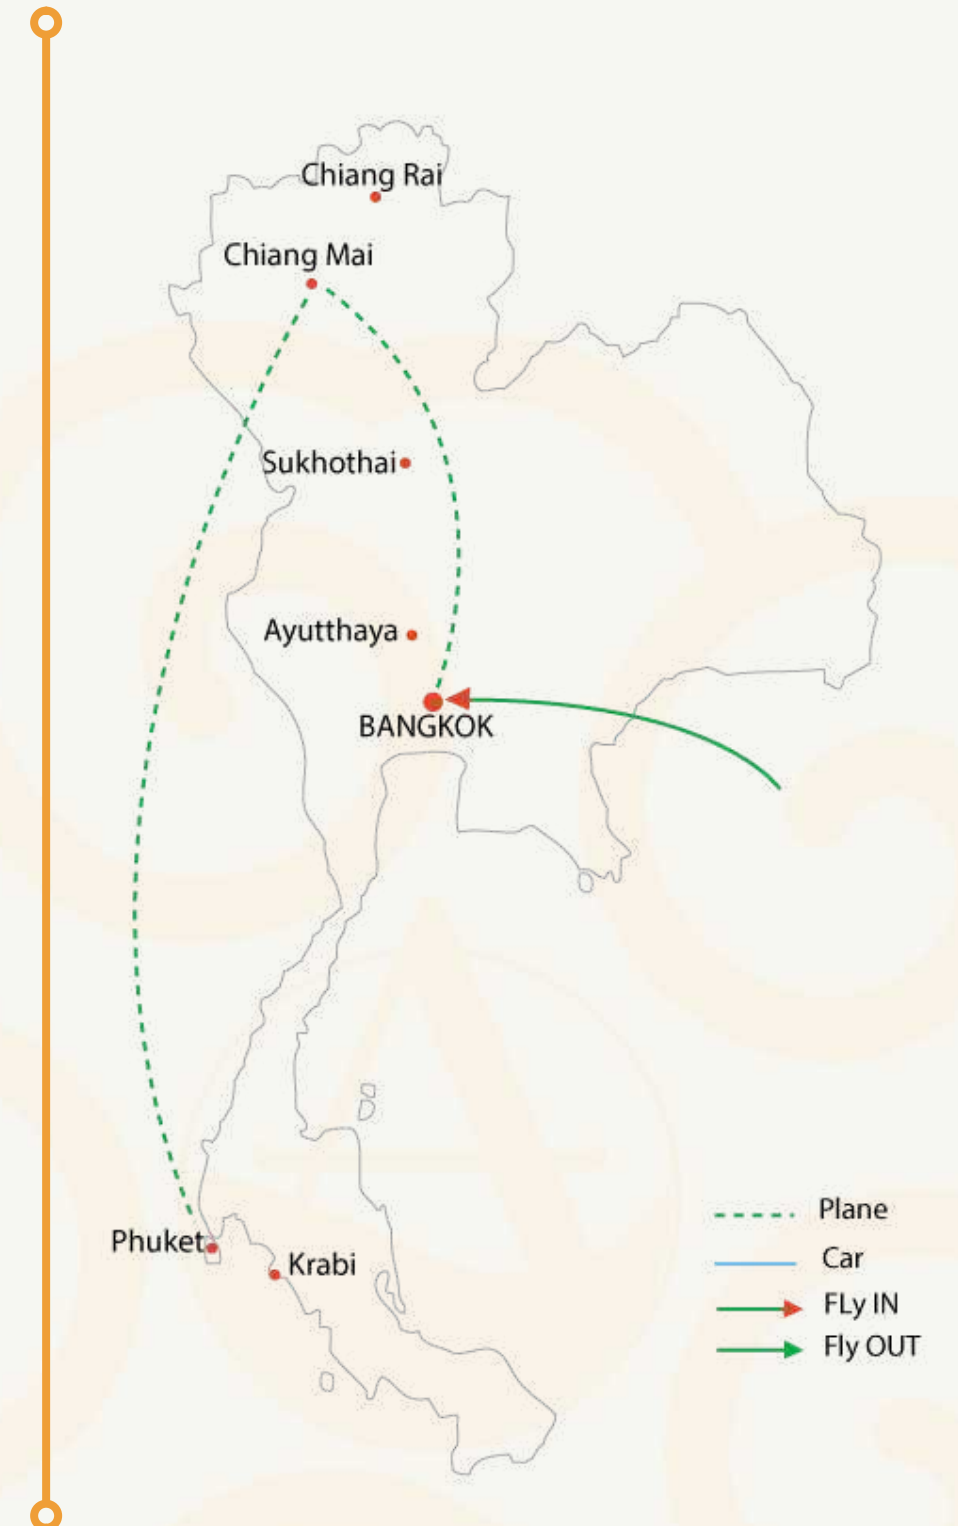 Chiang Rai
Chiang Mai
Sukhothai
Ayutthaya
BANGKOK
Phuket
Krabi
Plane
Car
FLy IN
Fly OUT